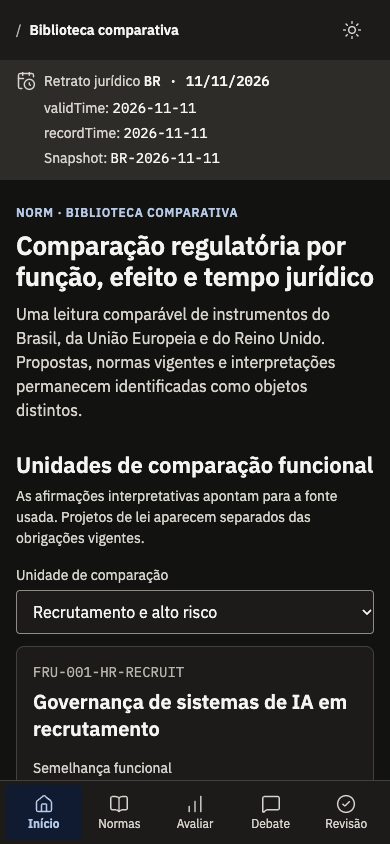 / Biblioteca comparativa
Retrato jurídico BR · 11/11/2026
validTime: 2026-11-11
recordTime: 2026-11-11
Snapshot: BR-2026-11-11
NORM · BIBLIOTECA COMPARATIVA
Comparação regulatória por
função, efeito e tempo jurídico
Uma leitura comparável de instrumentos do
Brasil, da União Europeia e do Reino Unido.
Propostas, normas vigentes e interpretações
permanecem identificadas como objetos
distintos.
Unidades de comparação funcional
As afirmações interpretativas apontam para a fonte
usada. Projetos de lei aparecem separados das
obrigações vigentes.
Unidade de comparação
Recrutamento e alto risco
FRU-001-HR-RECRUIT
Governança de sistemas de IA em
recrutamento
Semelhança funcional
Início Normas Avaliar Debate Revisão